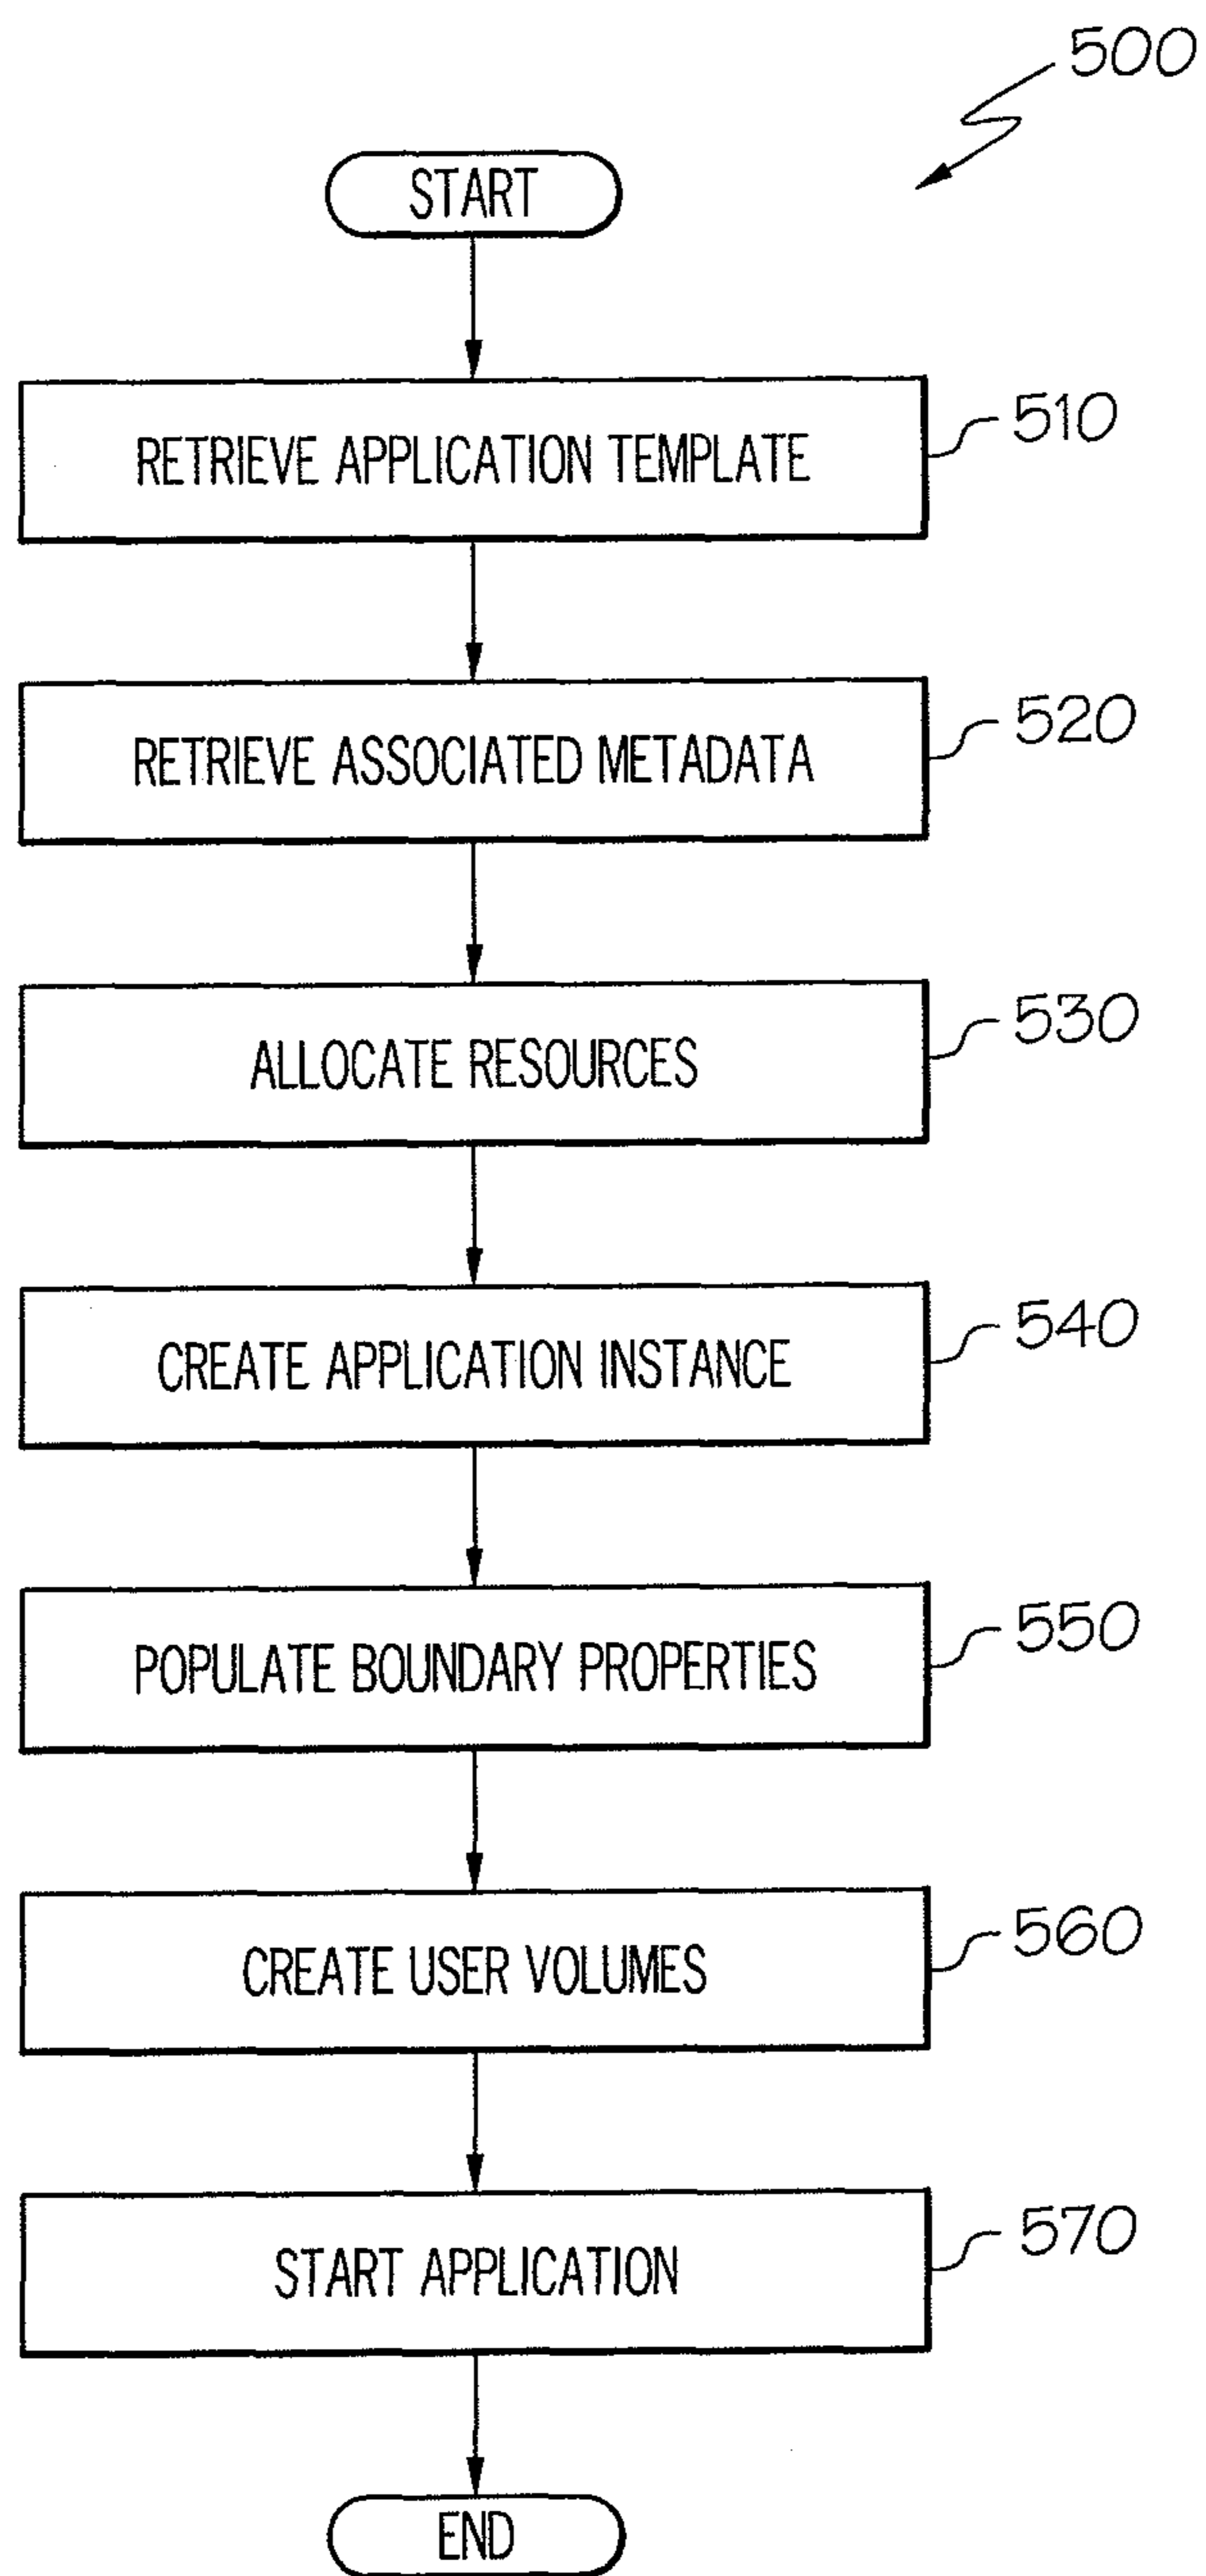 500
START
RETRIEVE APPLICATION TEMPLATE
510
RETRIEVE ASSOCIATED METADATA
520
ALLOCATE RESOURCES
530
CREATE APPLICATION INSTANCE
540
POPULATE BOUNDARY PROPERTIES
550
CREATE USER VOLUMES
560
START APPLICATION
570
END